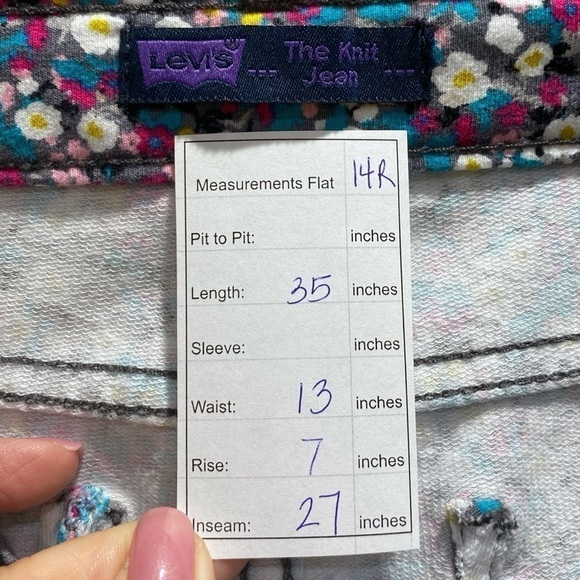 Levi's --- The Knit ---
Jean
Measurements Flat 14R
Pit to Pit: inches
Length: 35 inches
Sleeve: inches
Waist: 13 inches
Rise: 7 inches
Inseam: 27 inches